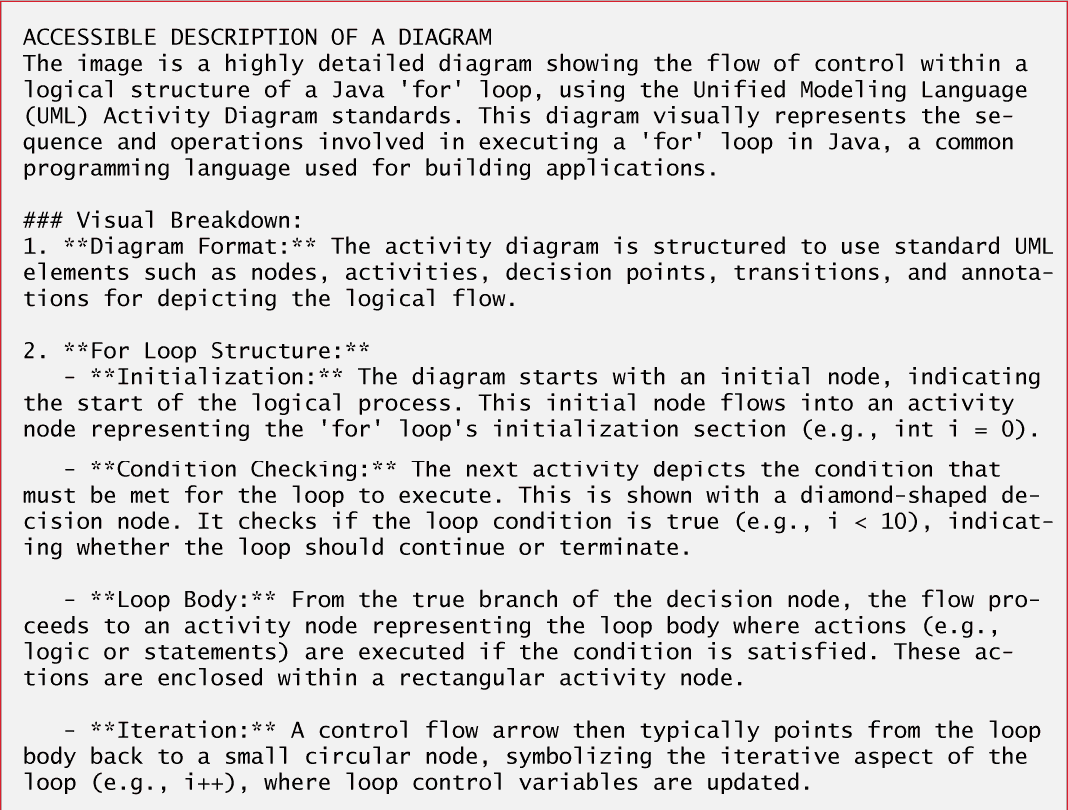 ACCESSIBLE DESCRIPTION OF A DIAGRAM
The image is a highly detailed diagram showing the flow of control within a
logical structure of a Java 'for' loop, using the Unified Modeling Language
(UML) Activity Diagram standards. This diagram visually represents the se-
quence and operations involved in executing a 'for' loop in Java, a common
programming language used for building applications.

### Visual Breakdown:
1. **Diagram Format:** The activity diagram is structured to use standard UML
elements such as nodes, activities, decision points, transitions, and annota-
tions for depicting the logical flow.

2. **For Loop Structure:**
   - **Initialization:** The diagram starts with an initial node, indicating
the start of the logical process. This initial node flows into an activity
node representing the 'for' loop's initialization section (e.g., int i = 0).
   - **Condition Checking:** The next activity depicts the condition that
must be met for the loop to execute. This is shown with a diamond-shaped de-
cision node. It checks if the loop condition is true (e.g., i < 10), indicat-
ing whether the loop should continue or terminate.

   - **Loop Body:** From the true branch of the decision node, the flow pro-
ceeds to an activity node representing the loop body where actions (e.g.,
logic or statements) are executed if the condition is satisfied. These ac-
tions are enclosed within a rectangular activity node.

   - **Iteration:** A control flow arrow then typically points from the loop
body back to a small circular node, symbolizing the iterative aspect of the
loop (e.g., i++), where loop control variables are updated.